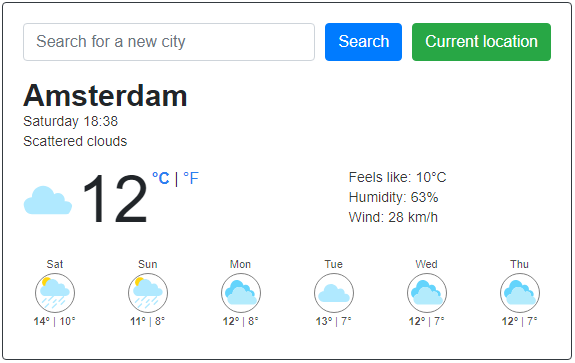 Search for a new city Search Current location
Amsterdam
Saturday 18:38
Scattered clouds
12 °C | °F
Feels like: 10°C
Humidity: 63%
Wind: 28 km/h
Sat Sun Mon Tue Wed Thu
14° | 10° 11° | 8° 12° | 8° 13° | 7° 12° | 7° 12° | 7°